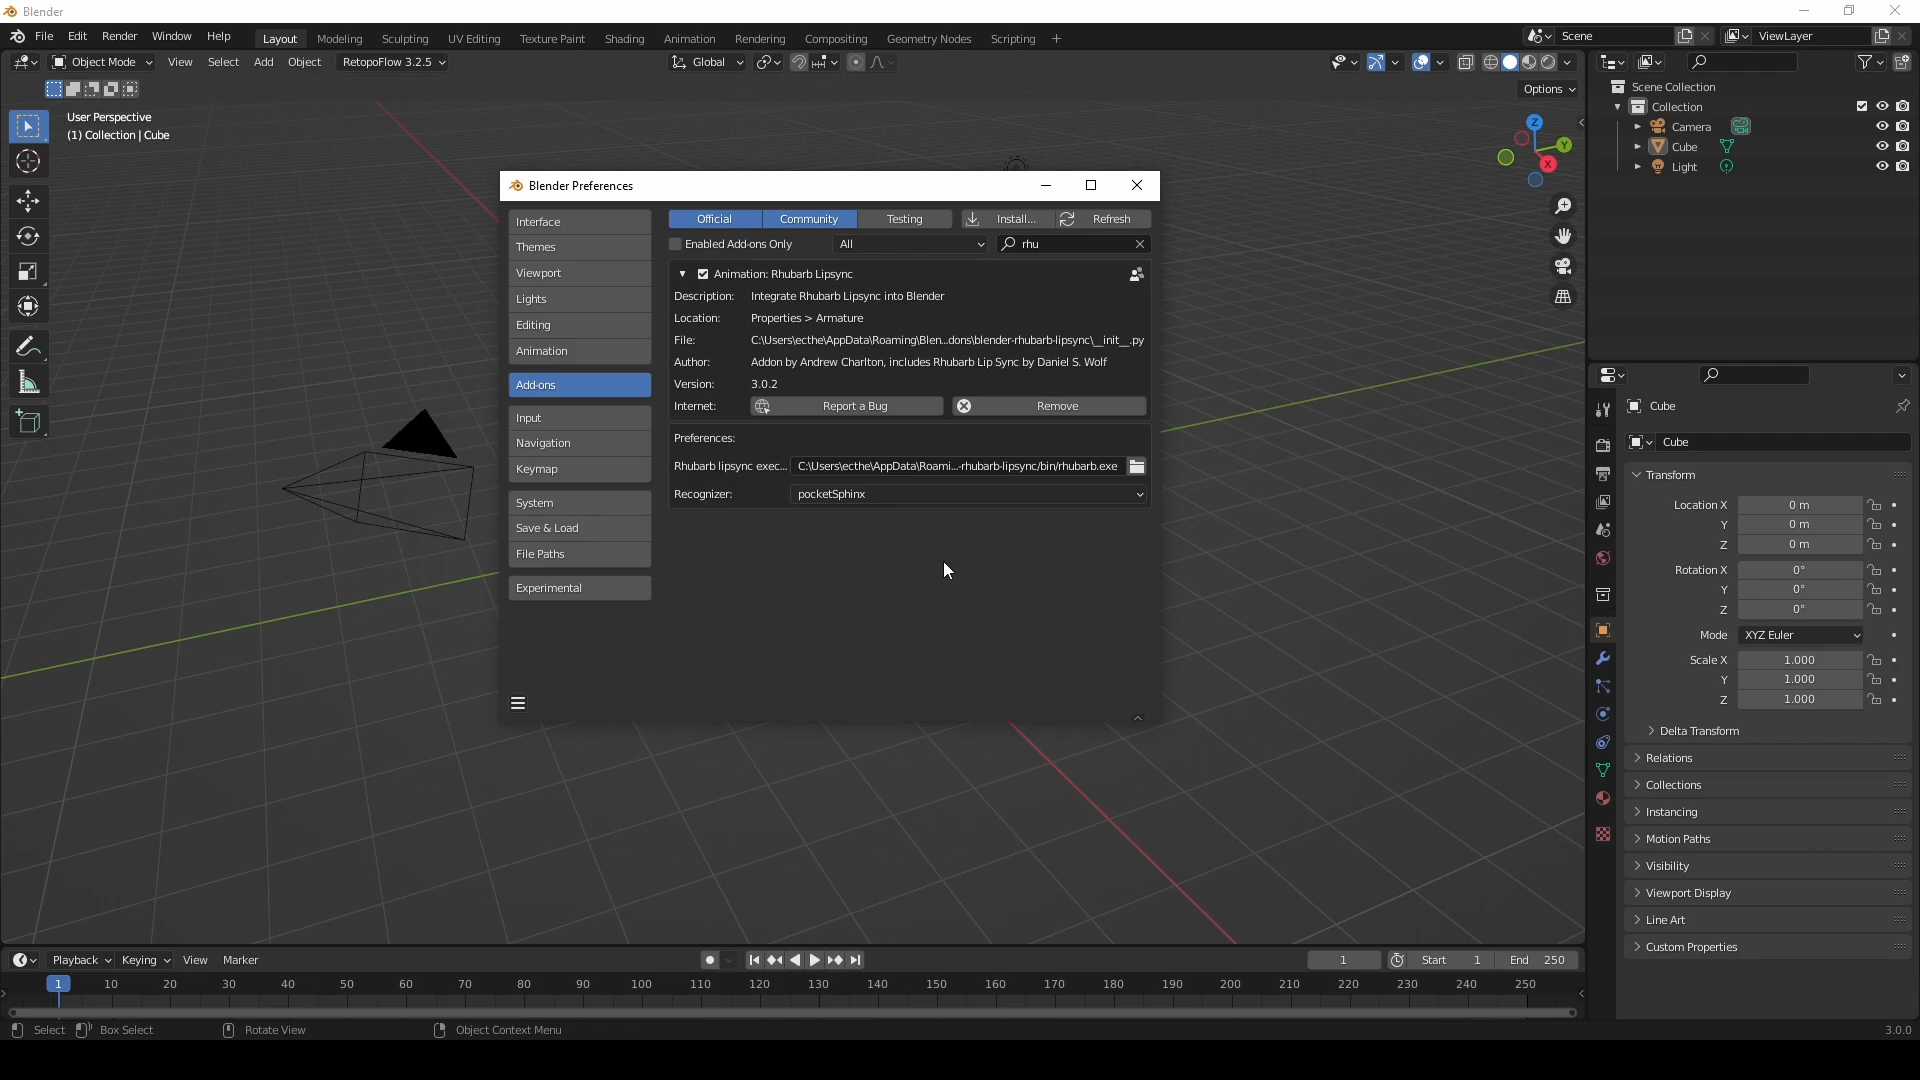 Blender
File Edit Render Window Help Layout Modeling Sculpting UV Editing Texture Paint Shading Animation Rendering Compositing Geometry Nodes Scripting + Scene ViewLayer
Object Mode View Select Add Object RetopoFlow 3.2.5 Global
Options
User Perspective
(1) Collection | Cube
Z
Y
X
Scene Collection
Collection
Camera
Cube
Light
Blender Preferences
Interface
Themes
Viewport
Lights
Editing
Animation
Add-ons
Input
Navigation
Keymap
System
Save & Load
File Paths
Experimental
Official Community Testing Install... Refresh
Enabled Add-ons Only All rhu
Animation: Rhubarb Lipsync
Description: Integrate Rhubarb Lipsync into Blender
Location: Properties > Armature
File: C:\Users\ecthe\AppData\Roaming\Blen...dons\blender-rhubarb-lipsync\__init__.py
Author: Addon by Andrew Charlton, includes Rhubarb Lip Sync by Daniel S. Wolf
Version: 3.0.2
Internet: Report a Bug Remove
Preferences:
Rhubarb lipsync exec... C:\Users\ecthe\AppData\Roami...-rhubarb-lipsync/bin/rhubarb.exe
Recognizer: pocketSphinx
Cube
Cube
Transform
Location X 0 m
Y 0 m
Z 0 m
Rotation X 0°
Y 0°
Z 0°
Mode XYZ Euler
Scale X 1.000
Y 1.000
Z 1.000
Delta Transform
Relations
Collections
Instancing
Motion Paths
Visibility
Viewport Display
Line Art
Custom Properties
Playback Keying View Marker 1 Start 1 End 250
1 10 20 30 40 50 60 70 80 90 100 110 120 130 140 150 160 170 180 190 200 210 220 230 240 250
Select Box Select Rotate View Object Context Menu 3.0.0